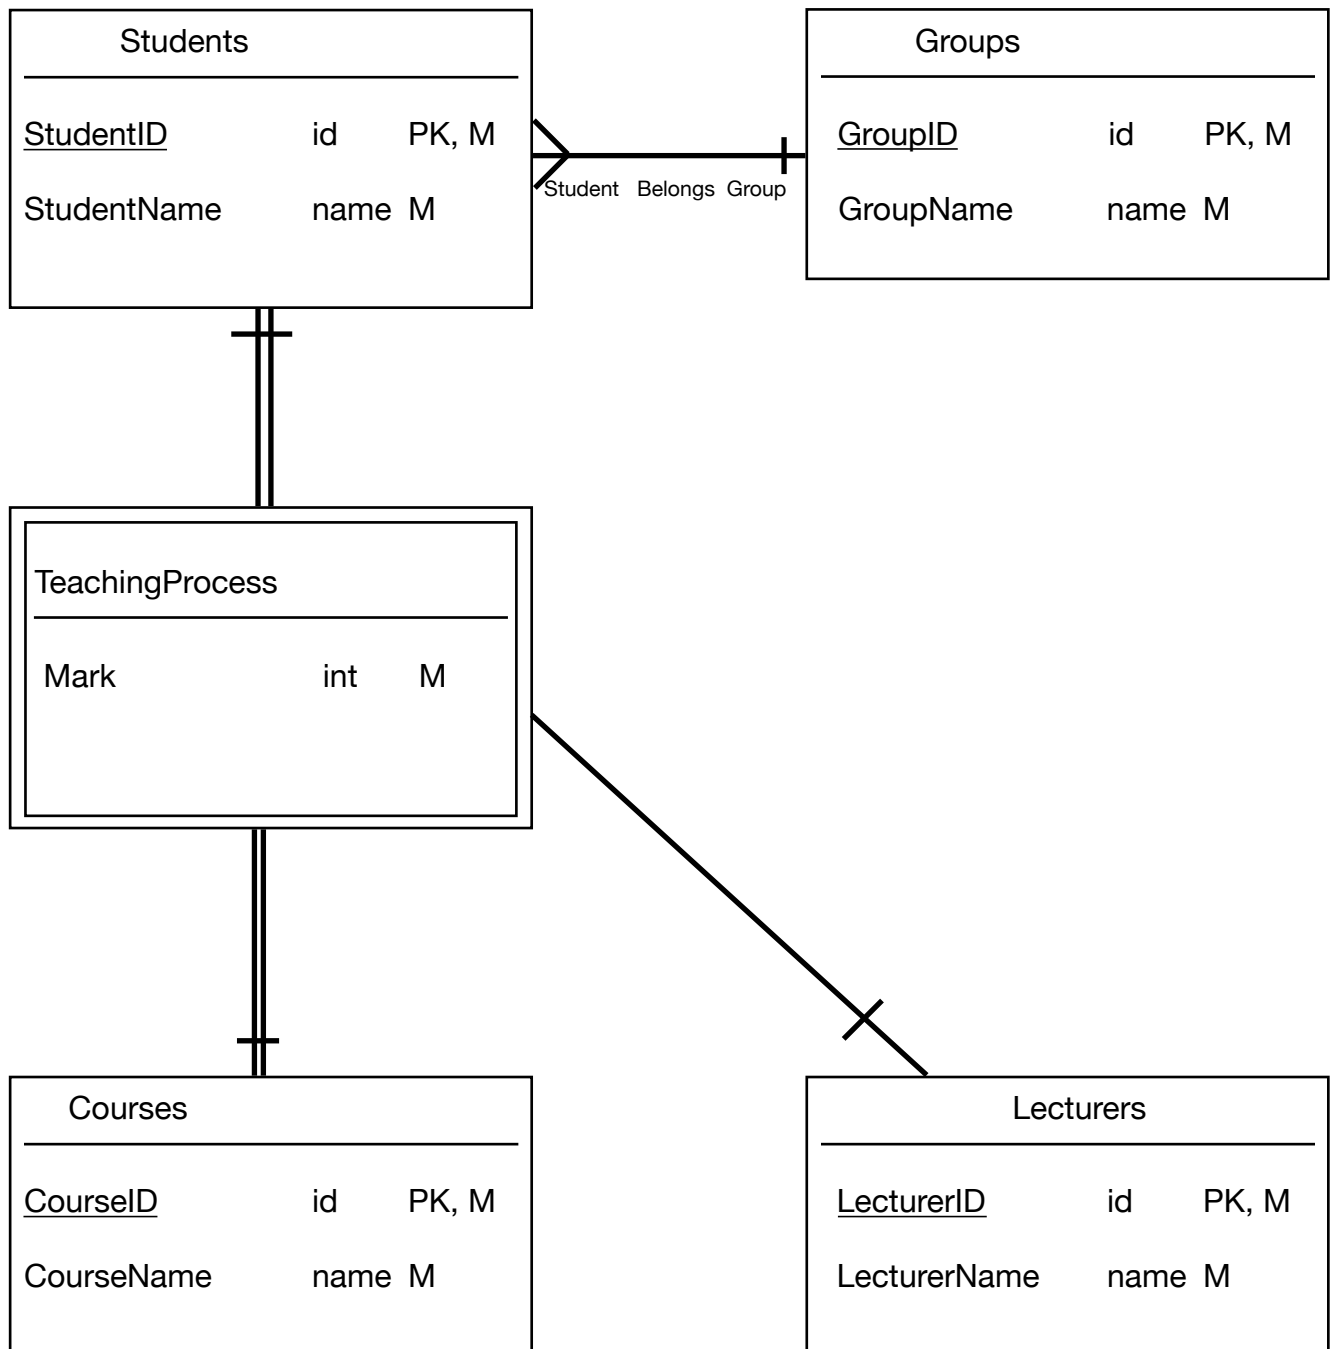 Students
StudentID id PK, M
StudentName name M
Groups
GroupID id PK, M
GroupName name M
Student Belongs Group
TeachingProcess
Mark int M
Courses
CourseID id PK, M
CourseName name M
Lecturers
LecturerID id PK, M
LecturerName name M